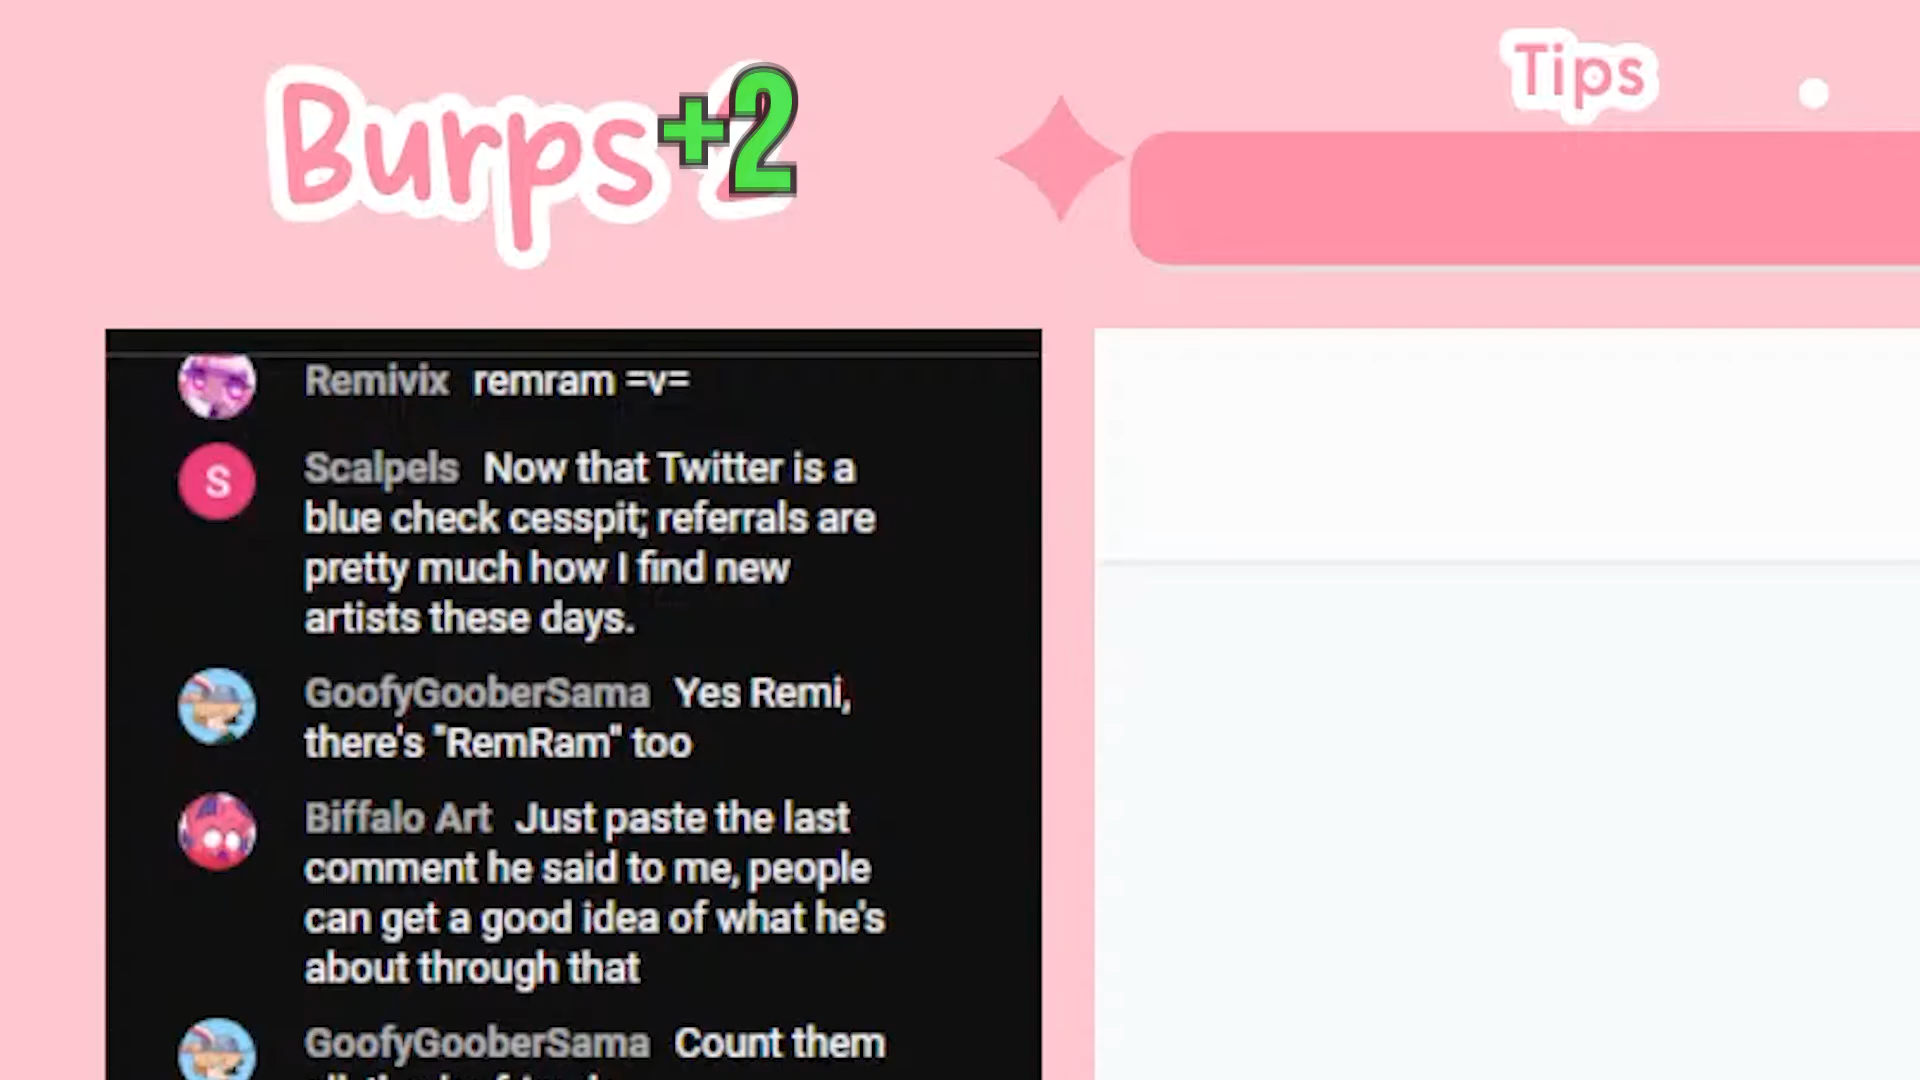 Tips
Burps +2
Remivix remram =v=
S
Scalpels Now that Twitter is a
blue check cesspit; referrals are
pretty much how I find new
artists these days.
GoofyGooberSama Yes Remi,
there's "RemRam" too
Biffalo Art Just paste the last
comment he said to me, people
can get a good idea of what he's
about through that
GoofyGooberSama Count them